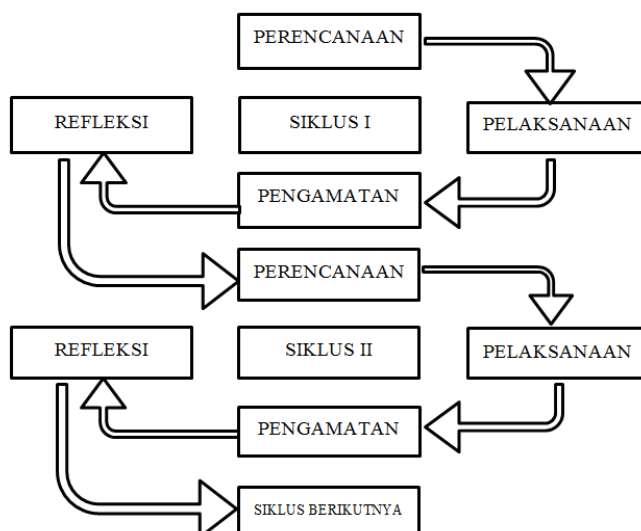 PERENCANAAN
REFLEKSI
SIKLUS I
PELAKSANAAN
PENGAMATAN
PERENCANAAN
REFLEKSI
SIKLUS II
PELAKSANAAN
PENGAMATAN
SIKLUS BERIKUTNYA